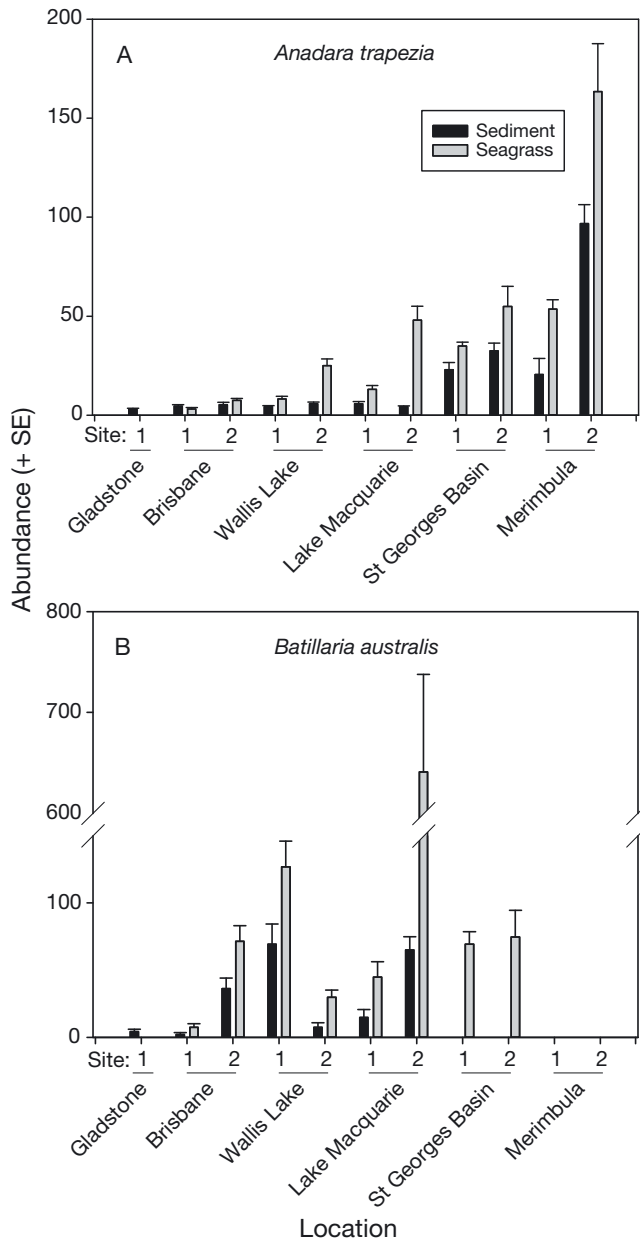 200
A
Anadara trapezia
150
Sediment
Seagrass
100
50
0
Site: 1 1 2 1 2 1 2 1 2 1 2
Gladstone
Brisbane
Wallis Lake
Lake Macquarie
St Georges Basin
Merimbula
Abundance (+ SE)
800
B
Batillaria australis
700
600
100
0
Site: 1 1 2 1 2 1 2 1 2 1 2
Gladstone
Brisbane
Wallis Lake
Lake Macquarie
St Georges Basin
Merimbula
Location